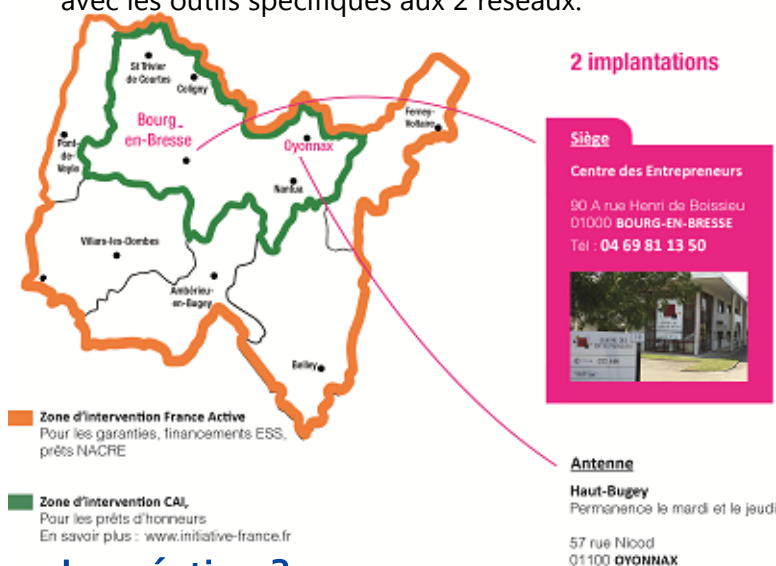 avec les outils spécifiques aux 2 réseaux.
2 implantations
St Trivier
de Courtes
Coligny
Bourg_
en-Bresse
Pont-
de-
Veyle
Oyonnax
Nantua
Ferney-
Voltaire
Villars-les-Dombes
Ambérieu-
en-Bugey
Belley
Siège
Centre des Entrepreneurs
90 A rue Henri de Boissieu
01000 BOURG-EN-BRESSE
Tél : 04 69 81 13 50
Zone d'intervention France Active
Pour les garanties, financements ESS,
prêts NACRE
Zone d'intervention CAI,
Pour les prêts d'honneurs
En savoir plus : www.initiative-france.fr
Antenne
Haut-Bugey
Permanence le mardi et le jeudi
57 rue Nicod
01100 OYONNAX